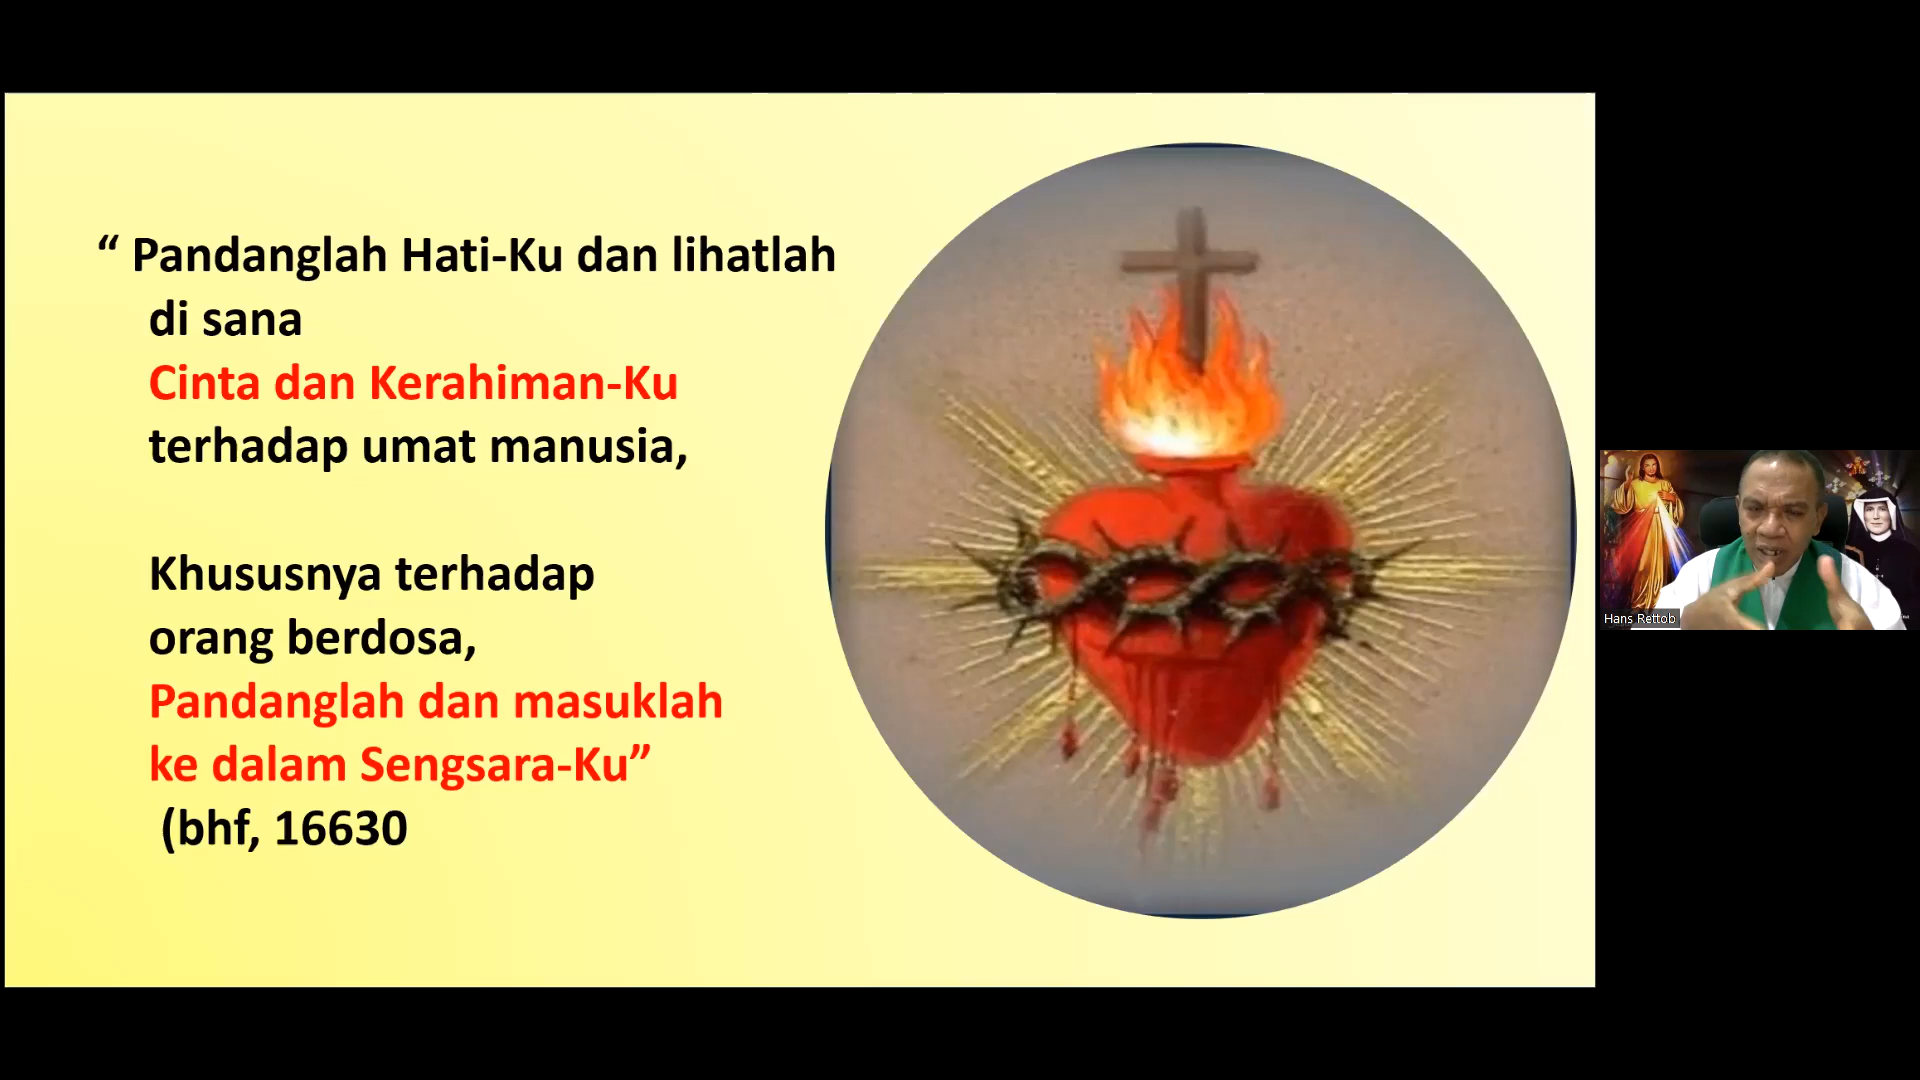 “ Pandanglah Hati-Ku dan lihatlah
di sana
Cinta dan Kerahiman-Ku
terhadap umat manusia,
Khususnya terhadap
orang berdosa,
Pandanglah dan masuklah
ke dalam Sengsara-Ku”
(bhf, 16630
Hans Rettob